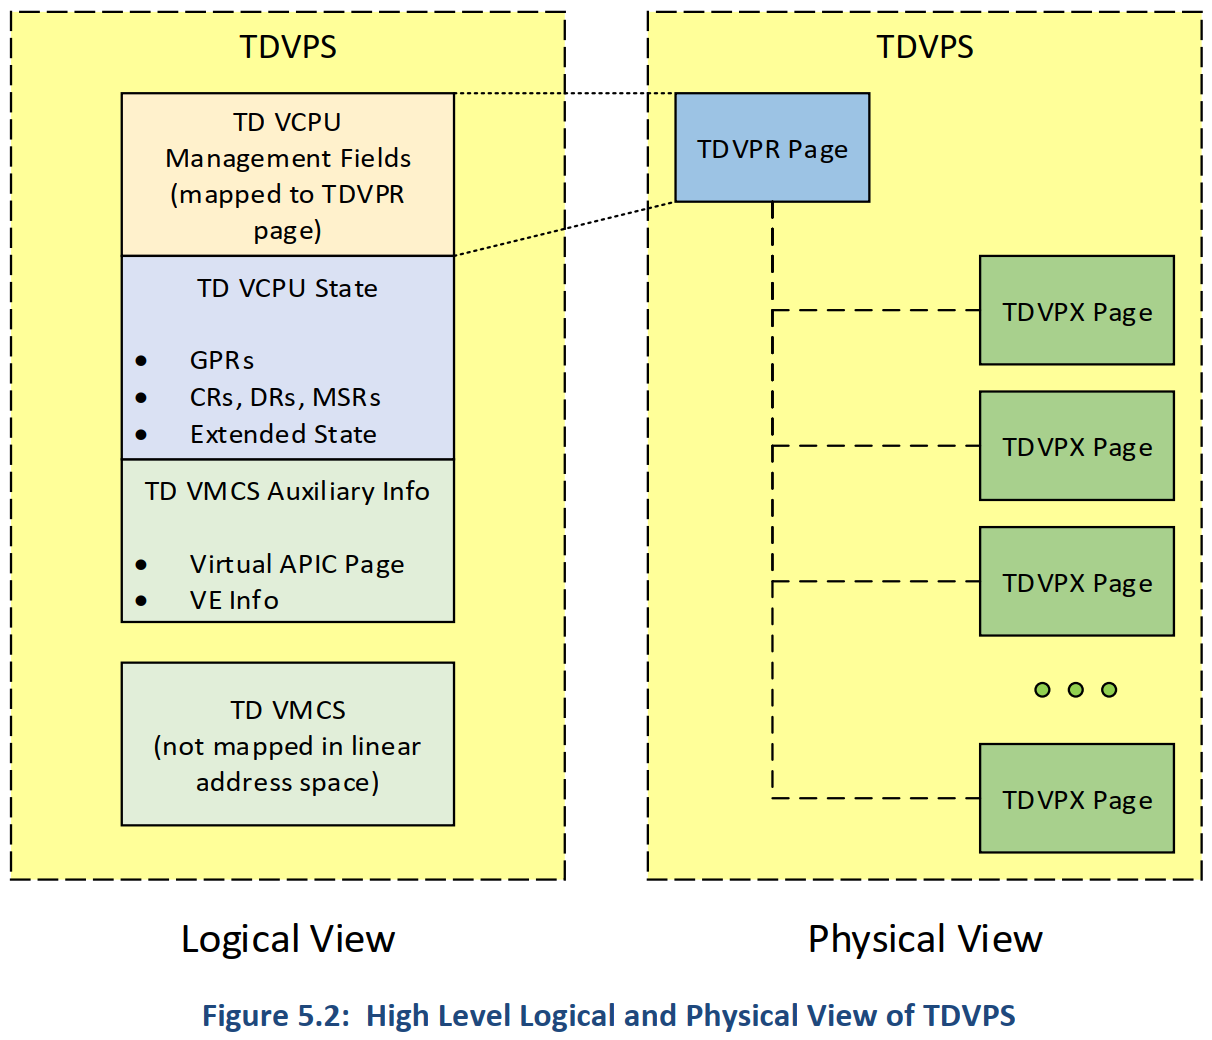 TDVPS
TD VCPU
Management Fields
(mapped to TDVPR
page)
TD VCPU State
● GPRs
● CRs, DRs, MSRs
● Extended State
TD VMCS Auxiliary Info
● Virtual APIC Page
● VE Info
TD VMCS
(not mapped in linear
address space)
Logical View
TDVPS
TDVPR Page
TDVPX Page
TDVPX Page
TDVPX Page
TDVPX Page
Physical View
Figure 5.2: High Level Logical and Physical View of TDVPS